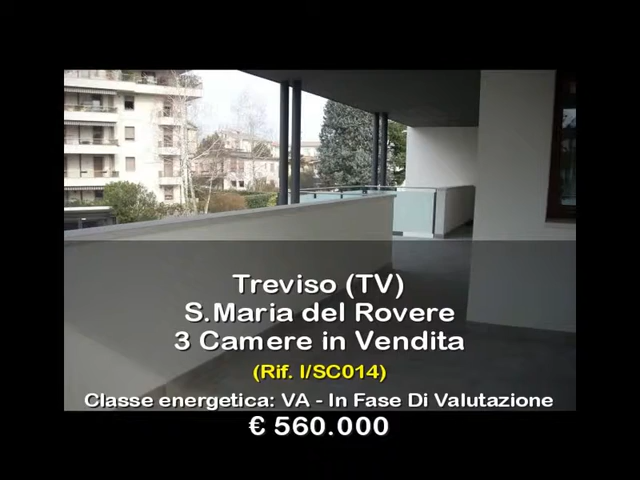 Treviso (TV)
S.Maria del Rovere
3 Camere in Vendita
(Rif. I/SC014)
Classe energetica: VA - In Fase Di Valutazione
€ 560.000